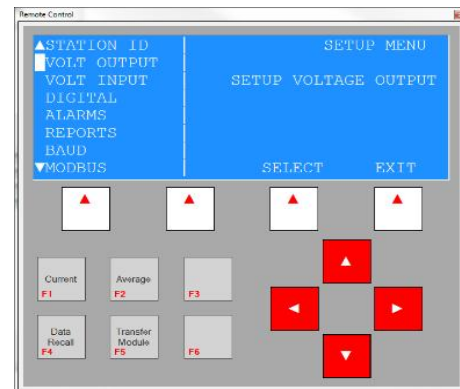 Remote Control
▲STATION ID
VOLT OUTPUT
VOLT INPUT
DIGITAL
ALARMS
REPORTS
BAUD
▼MODBUS
SETUP MENU
SETUP VOLTAGE OUTPUT
SELECT EXIT
Current
F1
Average
F2
F3
Data
Recall
F4
Transfer
Module
F5
F6